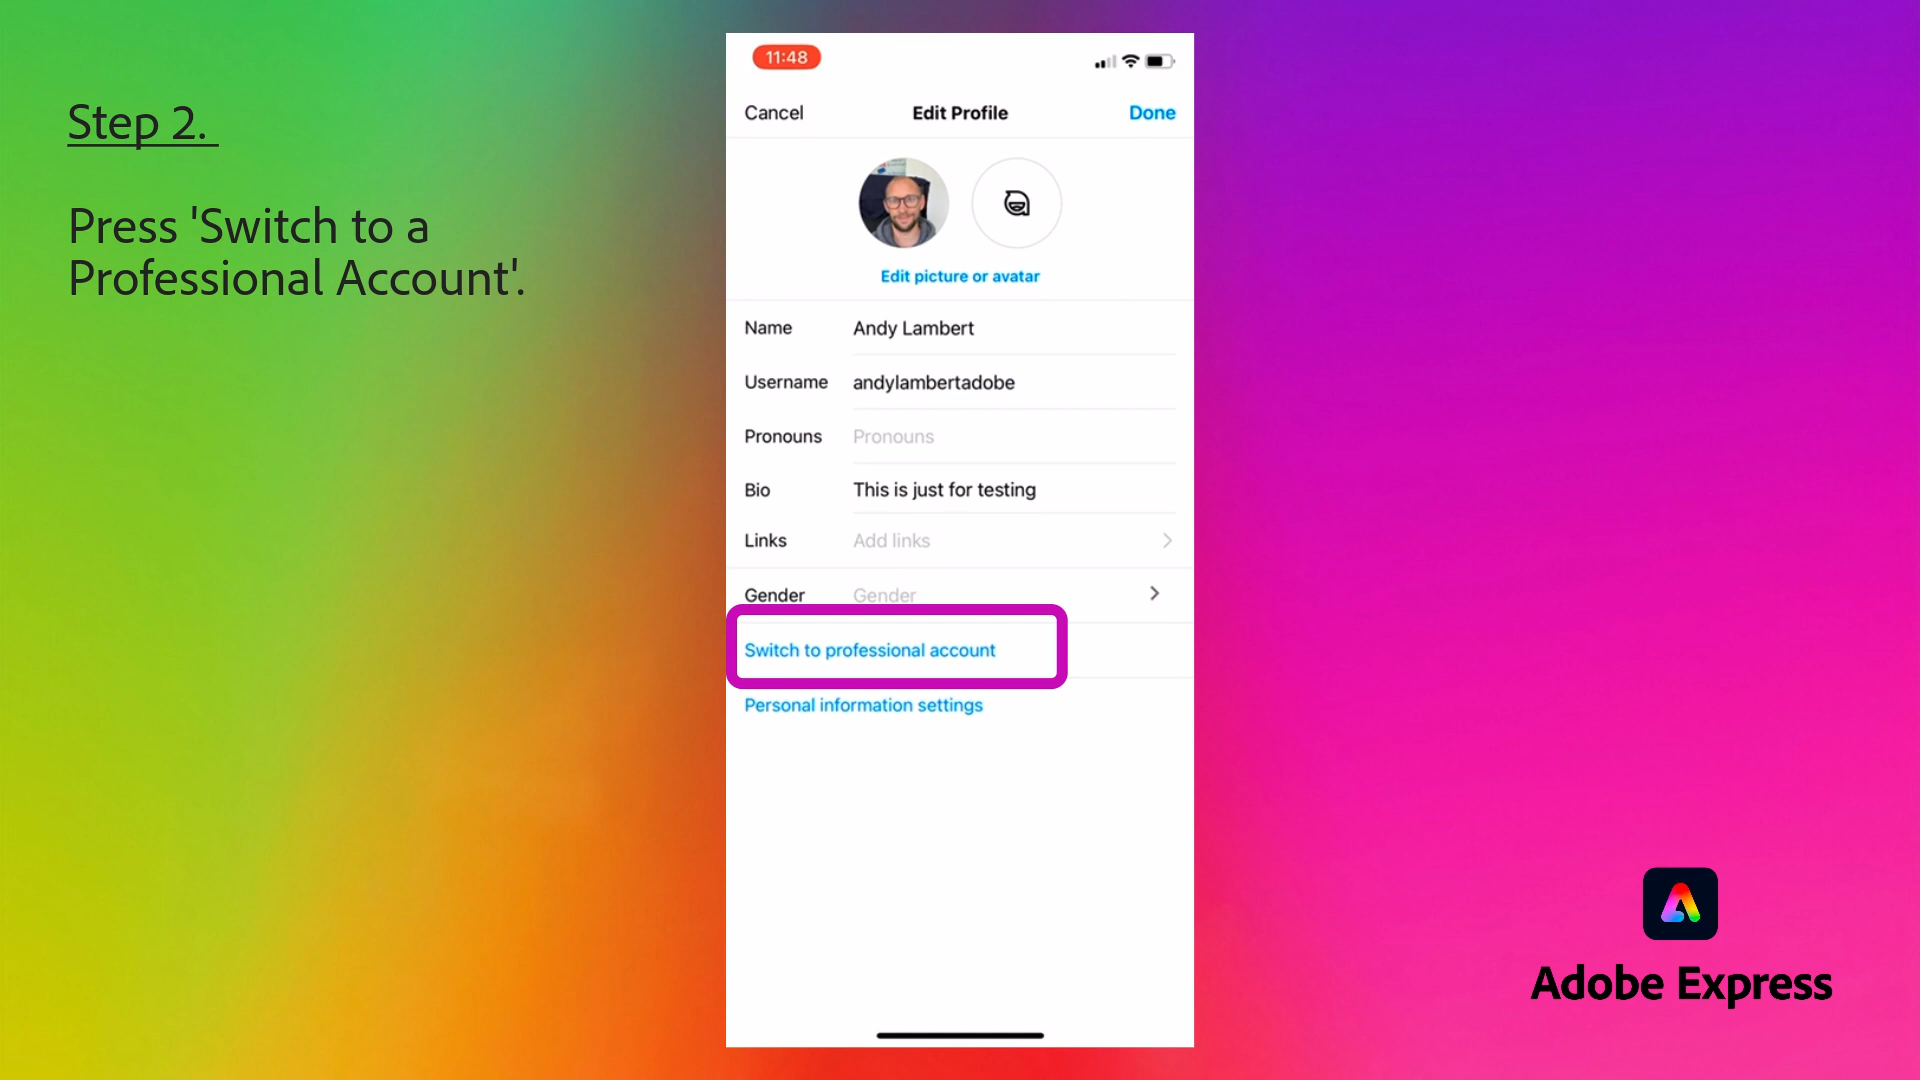 Step 2.
Press 'Switch to a
Professional Account'.
11:48
Cancel
Edit Profile
Done
Edit picture or avatar
Name
Andy Lambert
Username
andylambertadobe
Pronouns
Pronouns
Bio
This is just for testing
Links
Add links
Gender
Gender
Switch to professional account
Personal information settings
Adobe Express